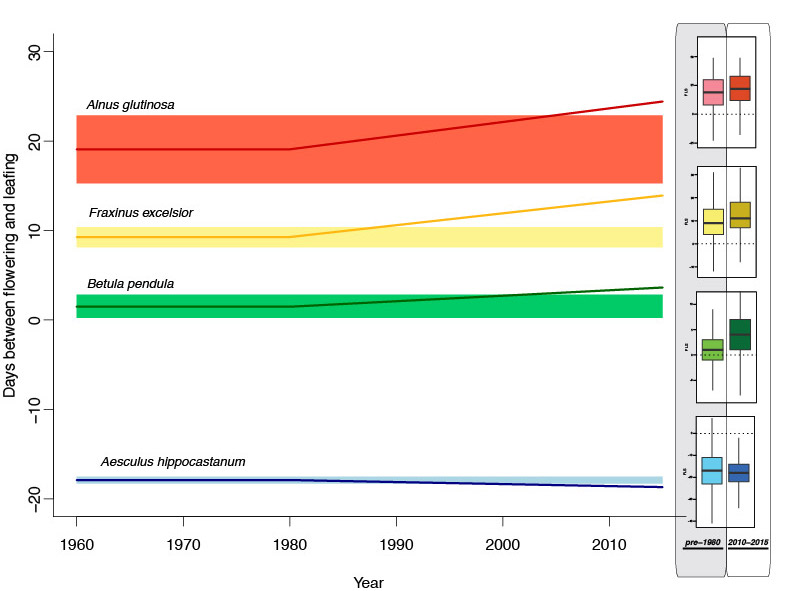 Days between flowering and leafing
30
20
10
0
−10
−20
Alnus glutinosa
Fraxinus excelsior
Betula pendula
Aesculus hippocastanum
1960
1970
1980
1990
2000
2010
Year
pre−1980
2010−2015